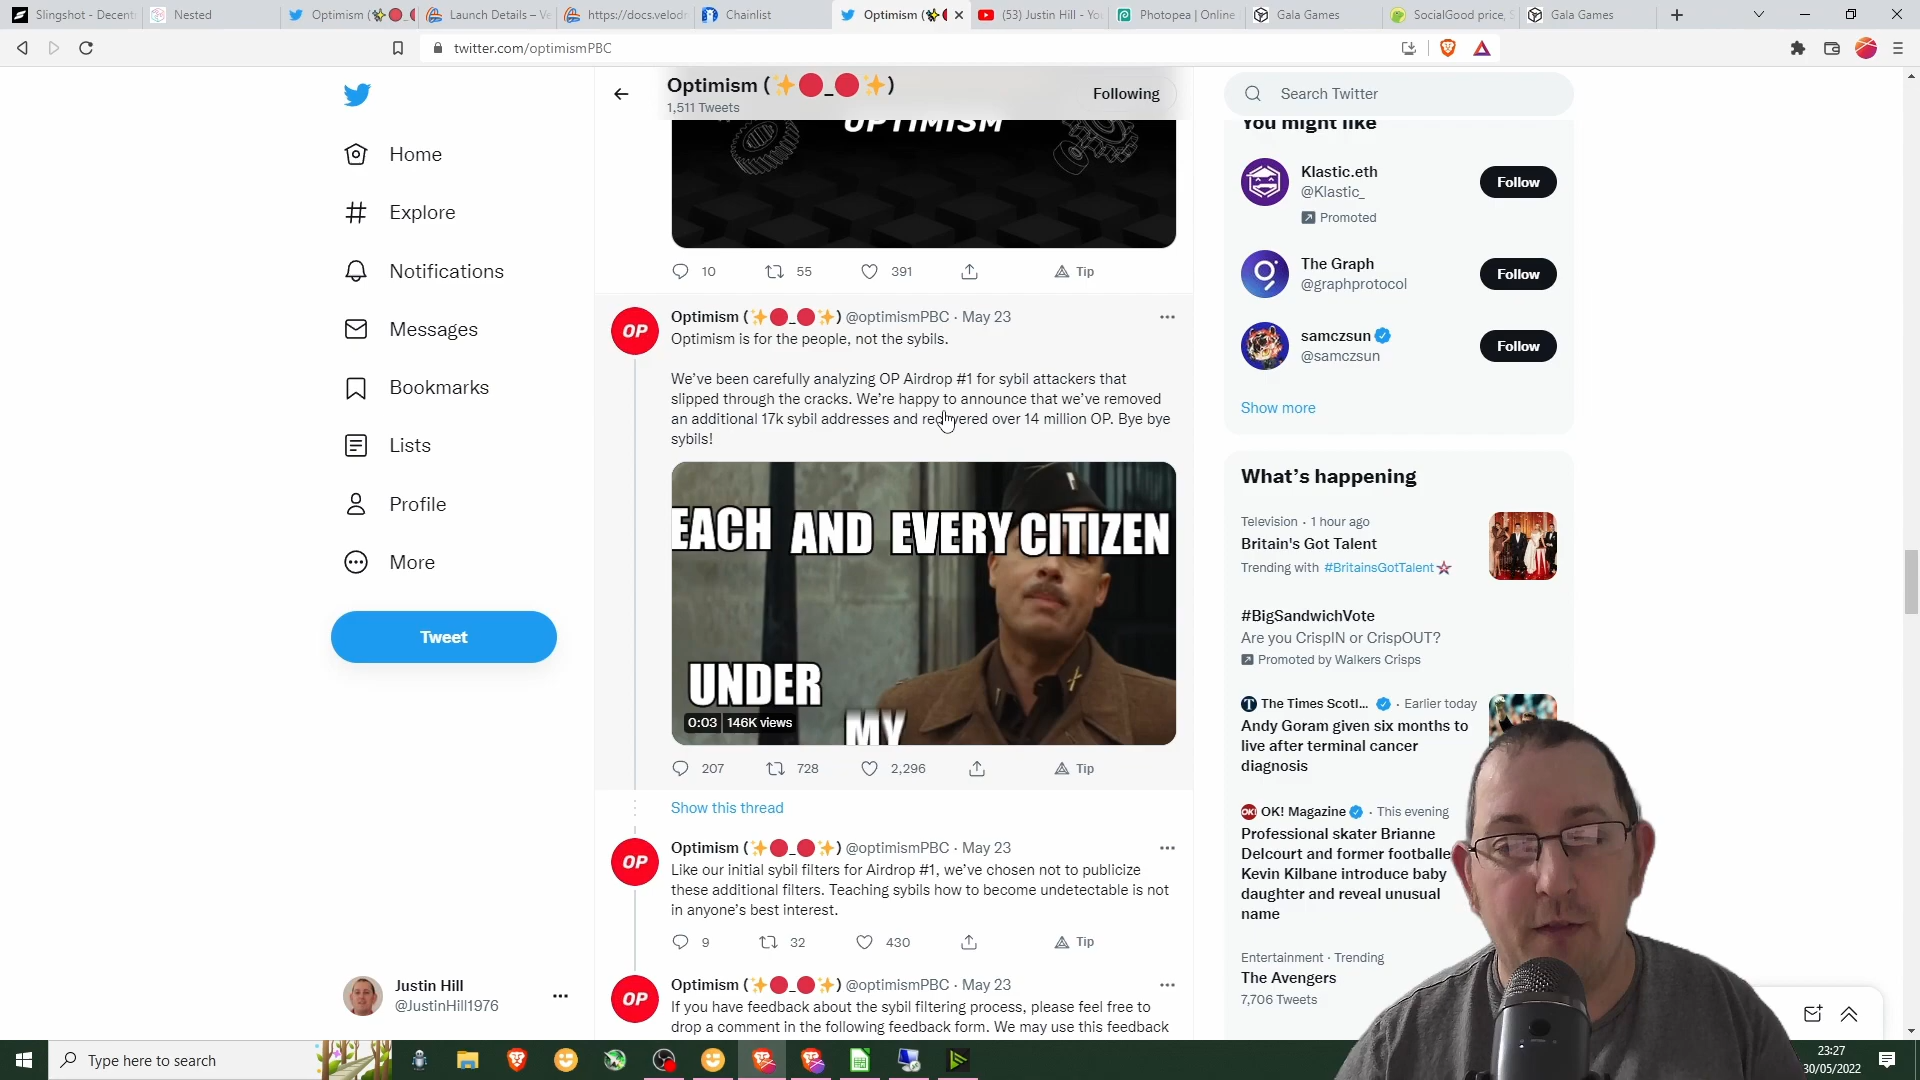 Slingshot - Decent
Nested
Optimism (✨🔴_
Launch Details – Ve
https://docs.velodr
Chainlist
Optimism (✨
(53) Justin Hill - Yo
Photopea | Online
Gala Games
SocialGood price, S
Gala Games
twitter.com/optimismPBC
Optimism (✨🔴_🔴✨)
1,511 Tweets
Following
Search Twitter
Home
Explore
Notifications
Messages
Bookmarks
Lists
Profile
More
Tweet
Justin Hill
@JustinHill1976
OPTIMISM
10 55 391 Tip
OP
Optimism (✨🔴_🔴✨) @optimismPBC · May 23
Optimism is for the people, not the sybils.
We’ve been carefully analyzing OP Airdrop #1 for sybil attackers that
slipped through the cracks. We’re happy to announce that we’ve removed
an additional 17k sybil addresses and recovered over 14 million OP. Bye bye
sybils!
EACH AND EVERY CITIZEN
UNDER
MY
0:03 146K views
207 728 2,296 Tip
Show this thread
OP
Optimism (✨🔴_🔴✨) @optimismPBC · May 23
Like our initial sybil filters for Airdrop #1, we’ve chosen not to publicize
these additional filters. Teaching sybils how to become undetectable is not
in anyone’s best interest.
9 32 430 Tip
OP
Optimism (✨🔴_🔴✨) @optimismPBC · May 23
If you have feedback about the sybil filtering process, please feel free to
drop a comment in the following feedback form. We may use this feedback
You might like
Klastic.eth
@Klastic_
Promoted
Follow
The Graph
@graphprotocol
Follow
samczsun
@samczsun
Follow
Show more
What’s happening
Television · 1 hour ago
Britain's Got Talent
Trending with #BritainsGotTalent
#BigSandwichVote
Are you CrispIN or CrispOUT?
Promoted by Walkers Crisps
The Times Scotl... · Earlier today
Andy Goram given six months to
live after terminal cancer
diagnosis
OK! Magazine · This evening
Professional skater Brianne
Delcourt and former footballe
Kevin Kilbane introduce baby
daughter and reveal unusual
name
Entertainment · Trending
The Avengers
7,706 Tweets
Type here to search
23:27
30/05/2022